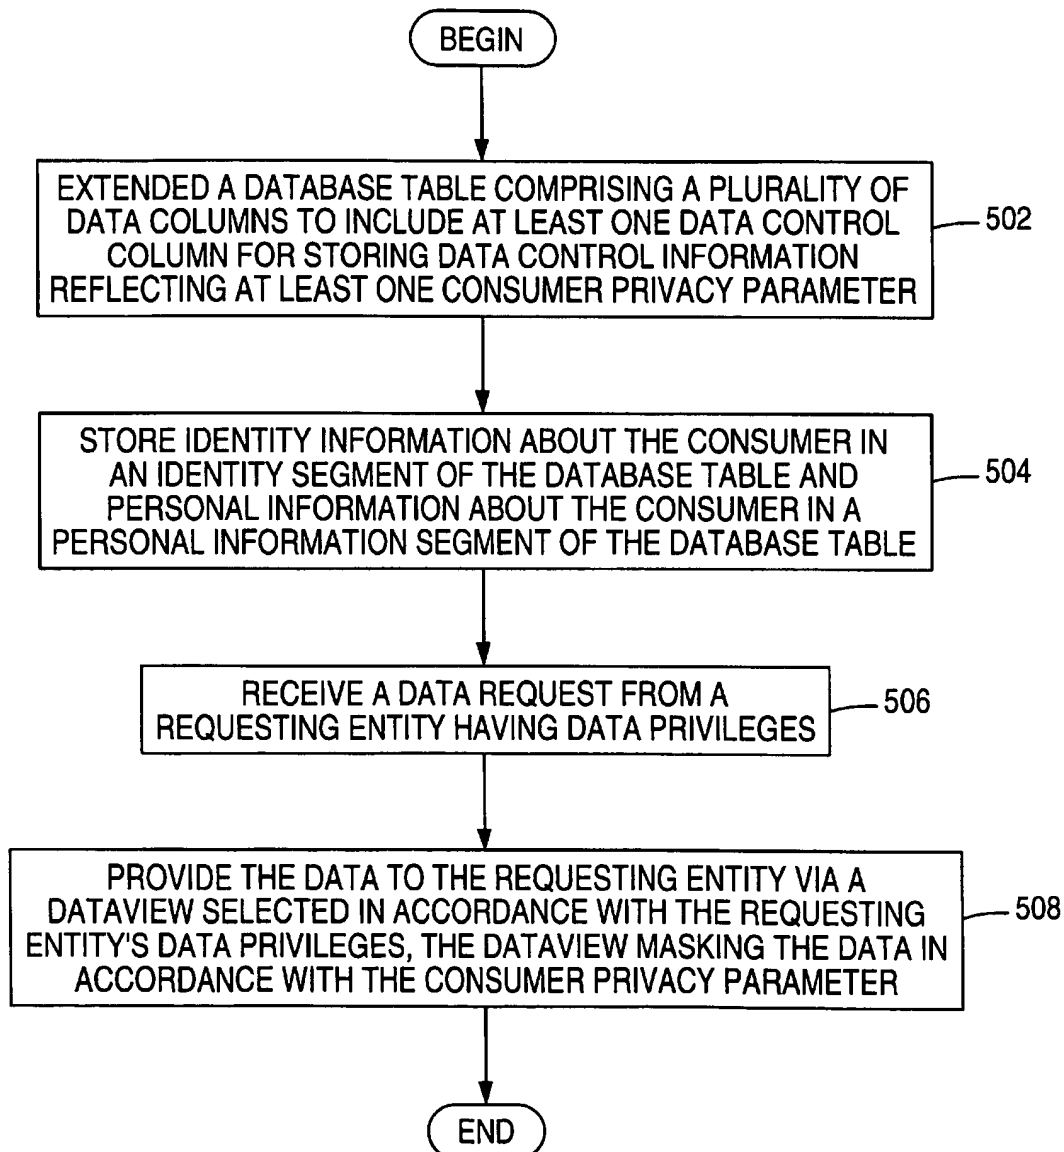 BEGIN
EXTENDED A DATABASE TABLE COMPRISING A PLURALITY OF
DATA COLUMNS TO INCLUDE AT LEAST ONE DATA CONTROL
COLUMN FOR STORING DATA CONTROL INFORMATION
REFLECTING AT LEAST ONE CONSUMER PRIVACY PARAMETER
502
STORE IDENTITY INFORMATION ABOUT THE CONSUMER IN
AN IDENTITY SEGMENT OF THE DATABASE TABLE AND
PERSONAL INFORMATION ABOUT THE CONSUMER IN A
PERSONAL INFORMATION SEGMENT OF THE DATABASE TABLE
504
RECEIVE A DATA REQUEST FROM A
REQUESTING ENTITY HAVING DATA PRIVILEGES
506
PROVIDE THE DATA TO THE REQUESTING ENTITY VIA A
DATAVIEW SELECTED IN ACCORDANCE WITH THE REQUESTING
ENTITY'S DATA PRIVILEGES, THE DATAVIEW MASKING THE DATA IN
ACCORDANCE WITH THE CONSUMER PRIVACY PARAMETER
508
END